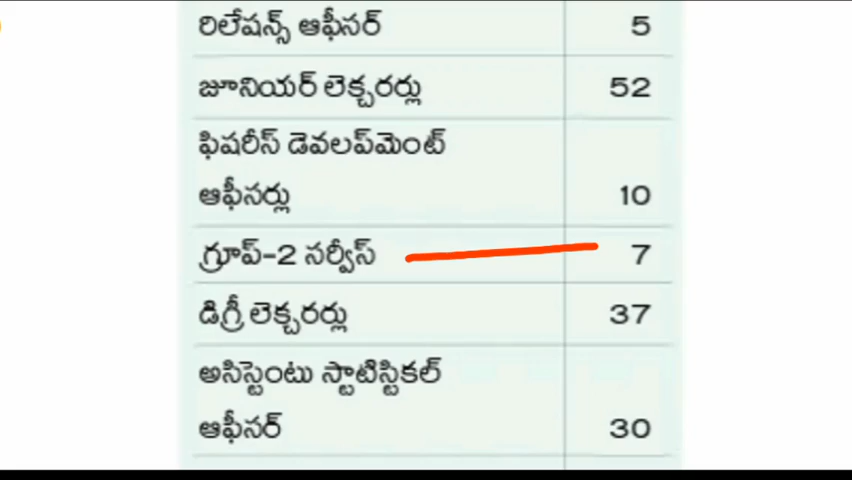 రిలేషన్స్ ఆఫీసర్ 5
జూనియర్ లెక్చరర్లు 52
ఫిషరీస్ డెవలప్‌మెంట్
ఆఫీసర్లు 10
గ్రూప్-2 సర్వీస్ 7
డిగ్రీ లెక్చరర్లు 37
అసిస్టెంటు స్టాటిస్టికల్
ఆఫీసర్ 30